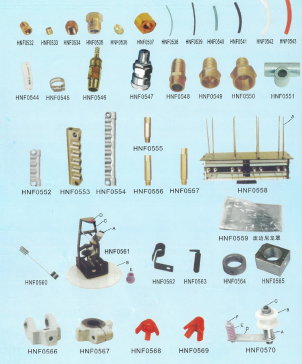 HNF0532 HNF0533 HNF0534 HNF0535 HNF0536 HNF0537 HNF0538 HNF0539 HNF0540 HNF0541 HNF0542 HNF0543
HNF0544 HNF0545 HNF0546 HNF0547 HNF0548 HNF0549 HNF0550 HNF0551
HNF0555
HNF0552 HNF0553 HNF0554 HNF0556 HNF0557 HNF0558
HNF0559
HNF0561
HNF0560 HNF0562 HNF0563 HNF0564 HNF0565
HNF0566 HNF0567 HNF0568 HNF0569 HNF0570